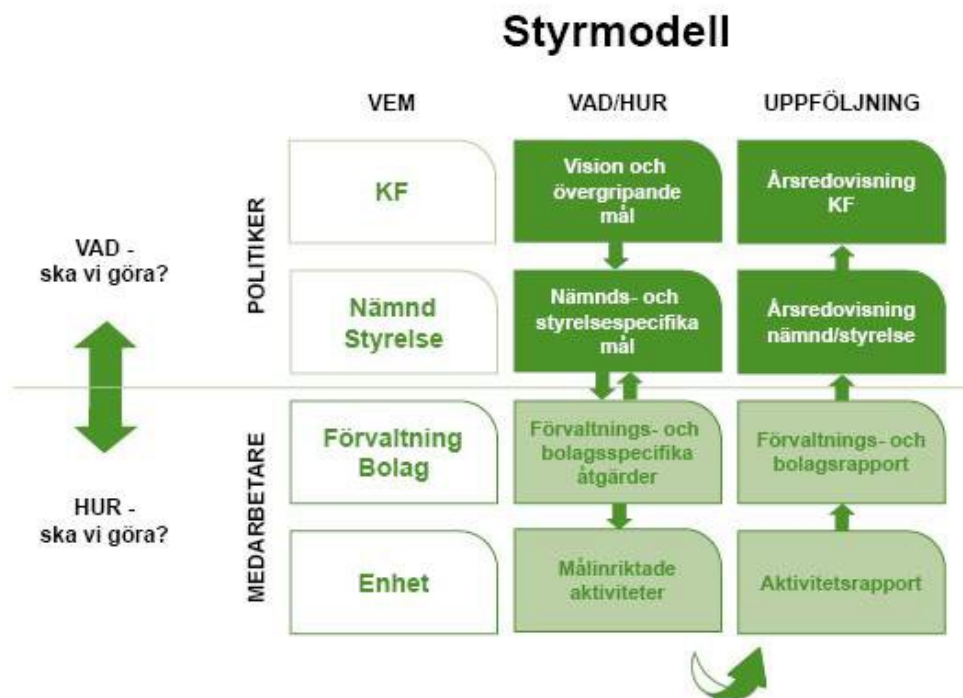 Styrmodell
VEM
VAD/HUR
UPPFÖLJNING
VAD -
ska vi göra?
HUR -
ska vi göra?
POLITIKER
MEDARBETARE
KF
Vision och
övergripande
mål
Årsredovisning
KF
Nämnd
Styrelse
Nämnds- och
styrelsespecifika
mål
Årsredovisning
nämnd/styrelse
Förvaltning
Bolag
Förvaltnings- och
bolagsspecifika
åtgärder
Förvaltnings- och
bolagsrapport
Enhet
Målinriktade
aktiviteter
Aktivitetsrapport